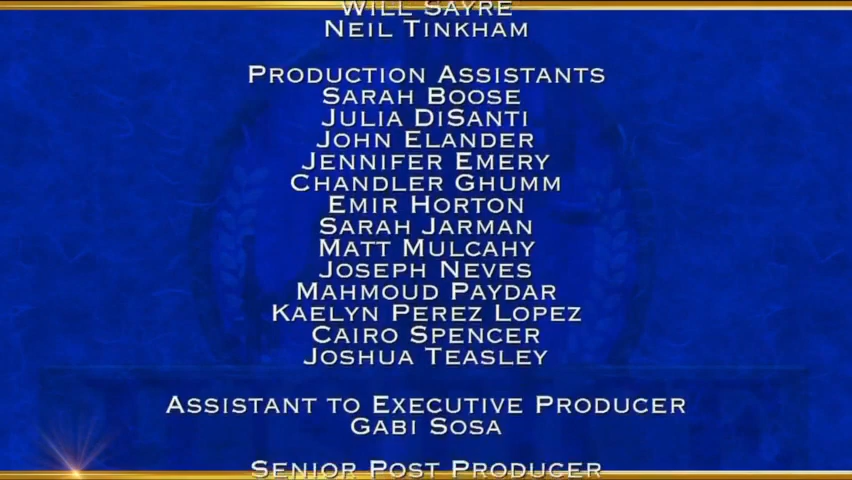 WILL SAYRE
NEIL TINKHAM
PRODUCTION ASSISTANTS
SARAH BOOSE
JULIA DISANTI
JOHN ELANDER
JENNIFER EMERY
CHANDLER GHUMM
EMIR HORTON
SARAH JARMAN
MATT MULCAHY
JOSEPH NEVES
MAHMOUD PAYDAR
KAELYN PEREZ LOPEZ
CAIRO SPENCER
JOSHUA TEASLEY
ASSISTANT TO EXECUTIVE PRODUCER
GABI SOSA
SENIOR POST PRODUCER